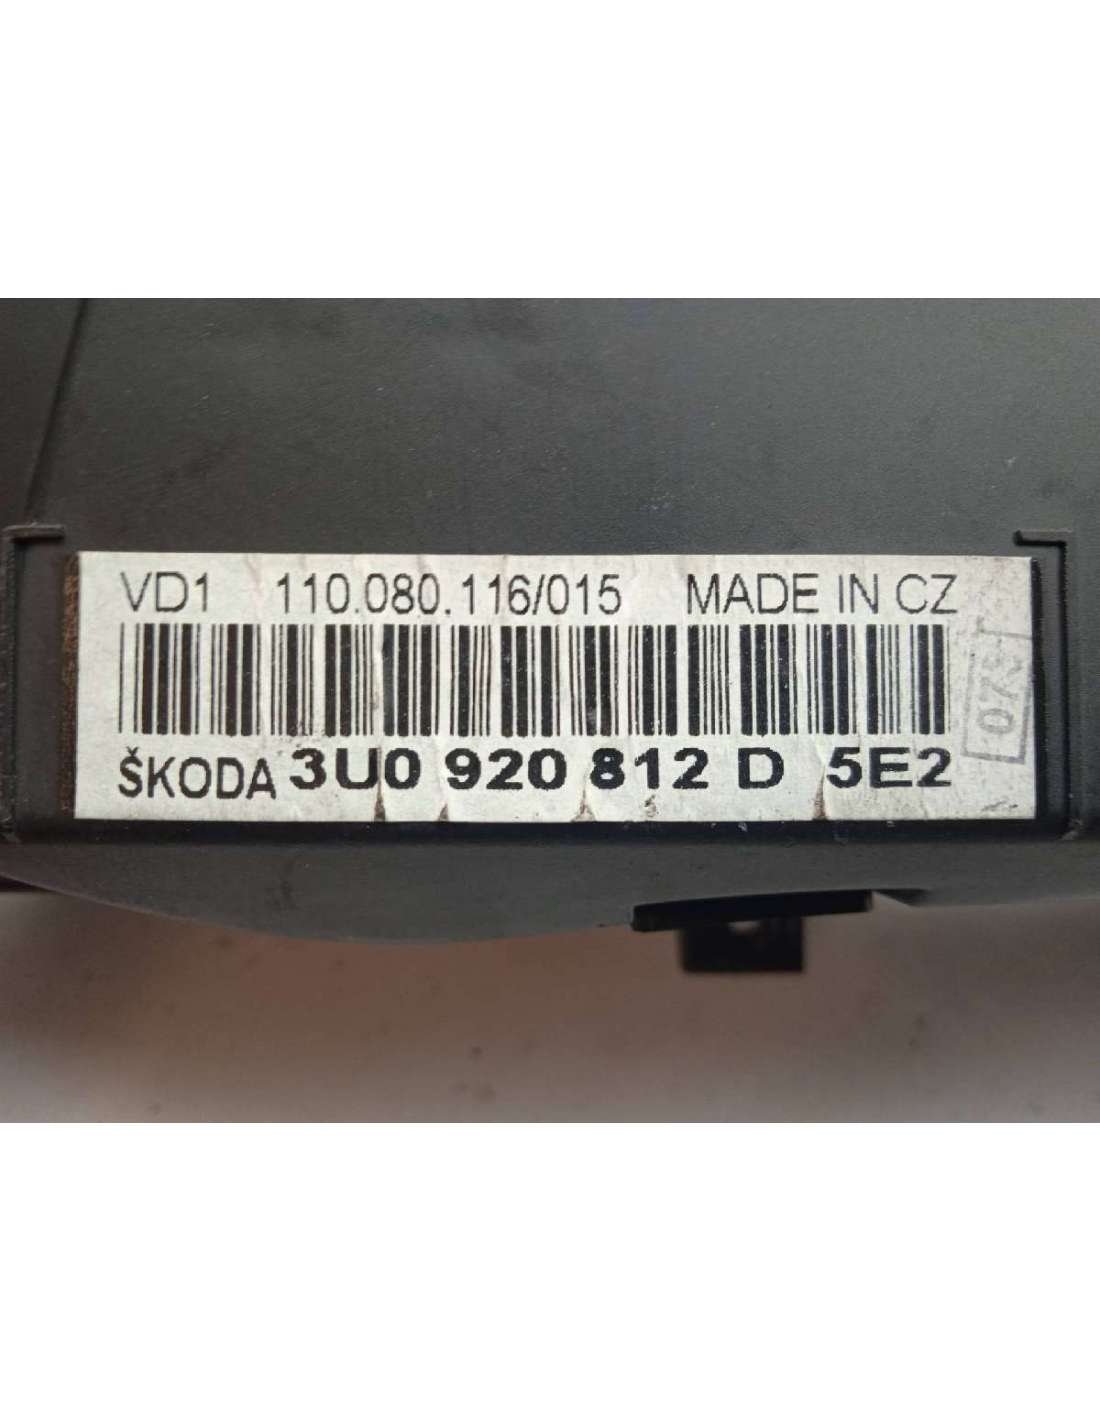 VD1 110.080.116/015 MADE IN CZ
ŠKODA 3U0 920 812 D 5E2